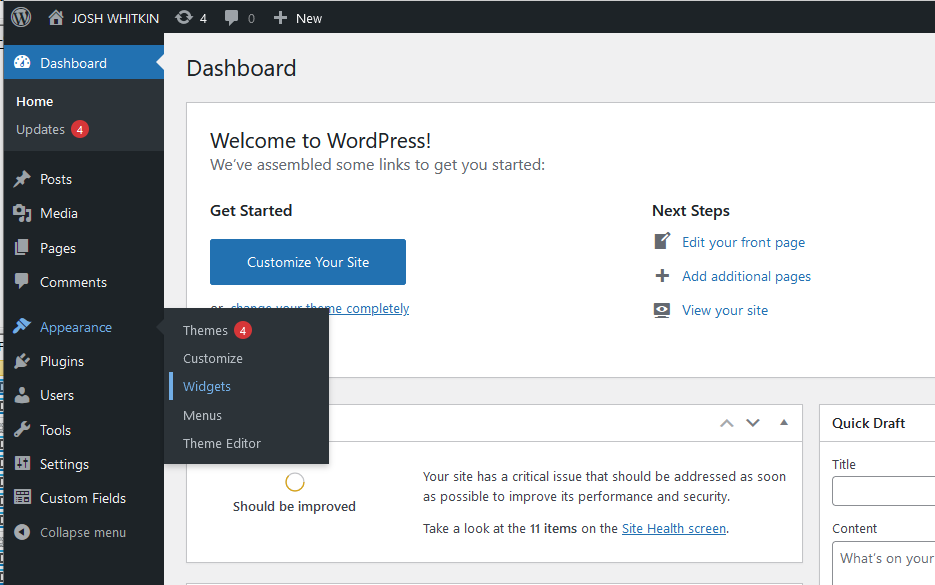 JOSH WHITKIN 4 0 New
Dashboard
Home
Updates 4
Posts
Media
Pages
Comments
Appearance
Plugins
Users
Tools
Settings
Custom Fields
Collapse menu
Themes 4
Customize
Widgets
Menus
Theme Editor
Dashboard
Welcome to WordPress!
We've assembled some links to get you started:
Get Started
Customize Your Site
or, change your theme completely
Next Steps
Edit your front page
Add additional pages
View your site
Should be improved
Your site has a critical issue that should be addressed as soon
as possible to improve its performance and security.
Take a look at the 11 items on the Site Health screen.
Quick Draft
Title
Content
What's on your